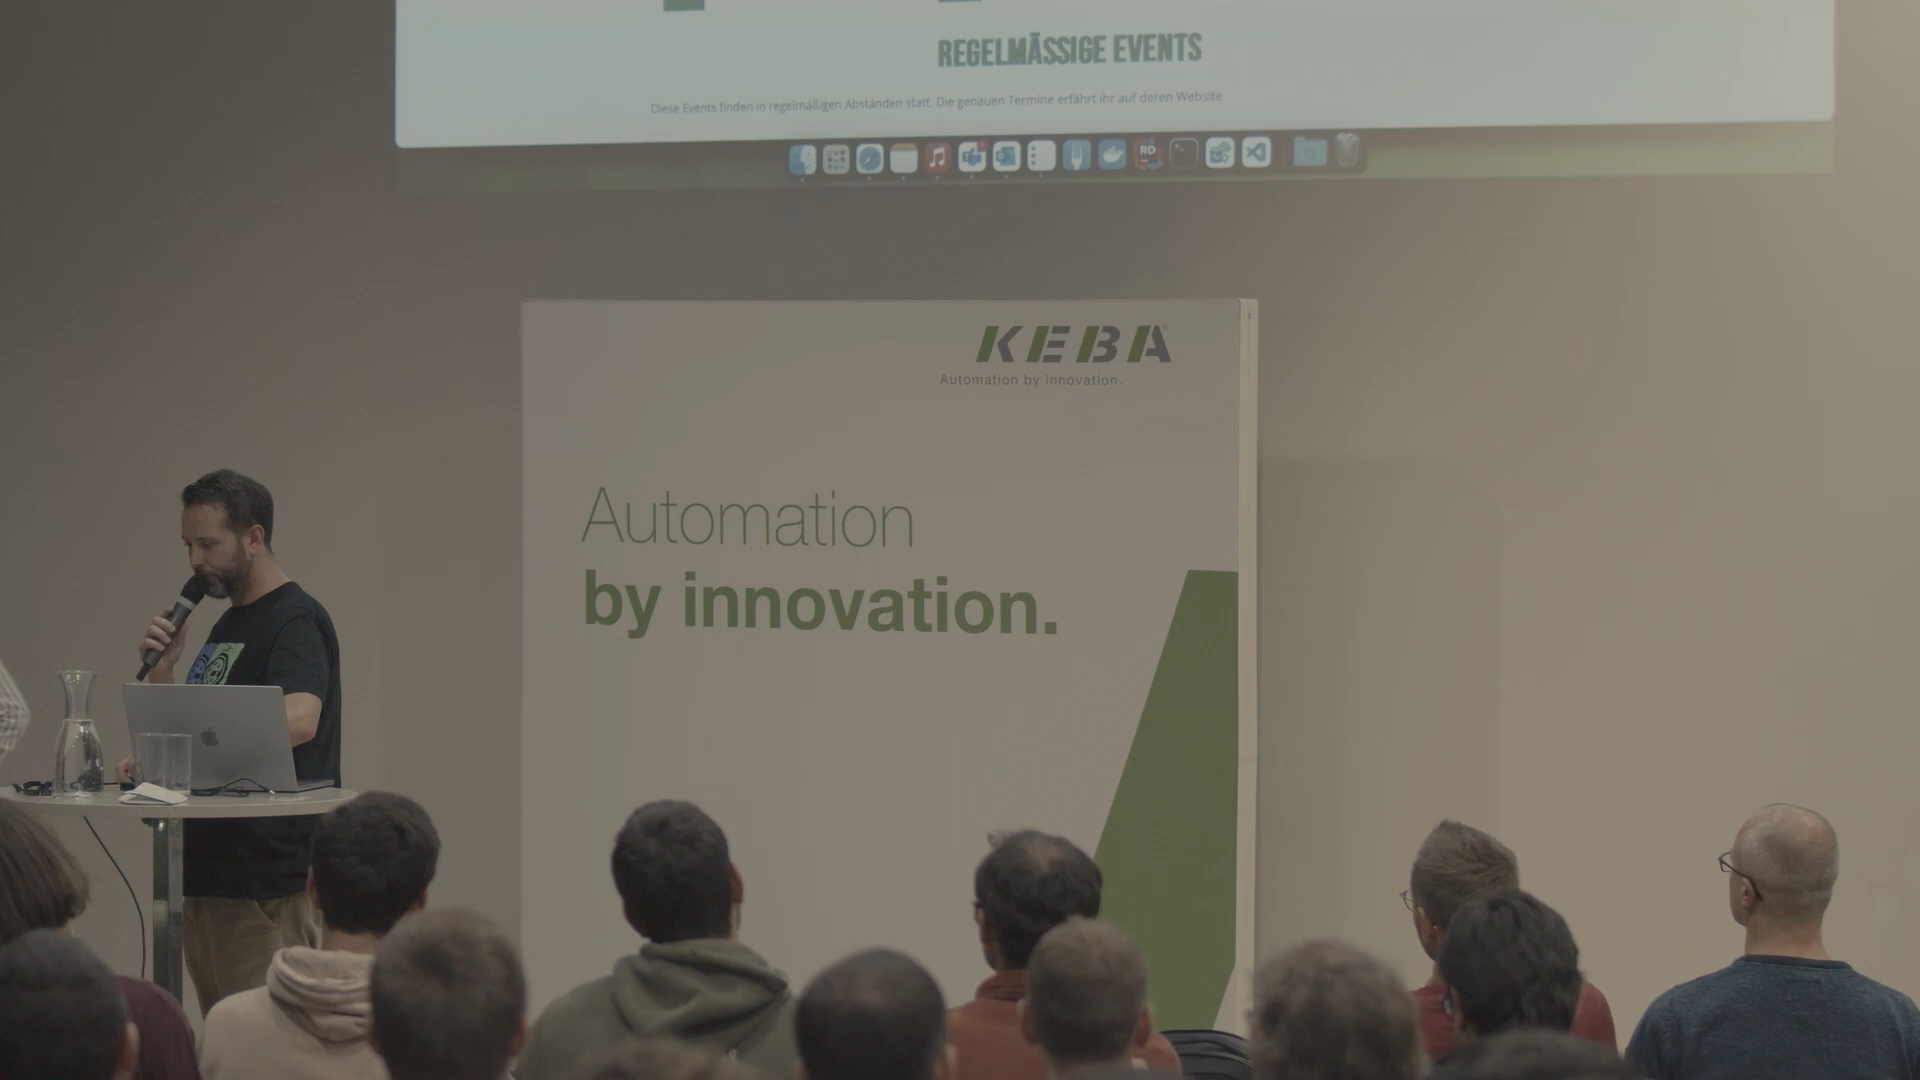 REGELMÄSSIGE EVENTS
Diese Events finden in regelmäßigen Abständen statt. Die genauen Termine erfährt ihr auf deren Website
RD
KEBA
Automation by innovation.
Automation
by innovation.